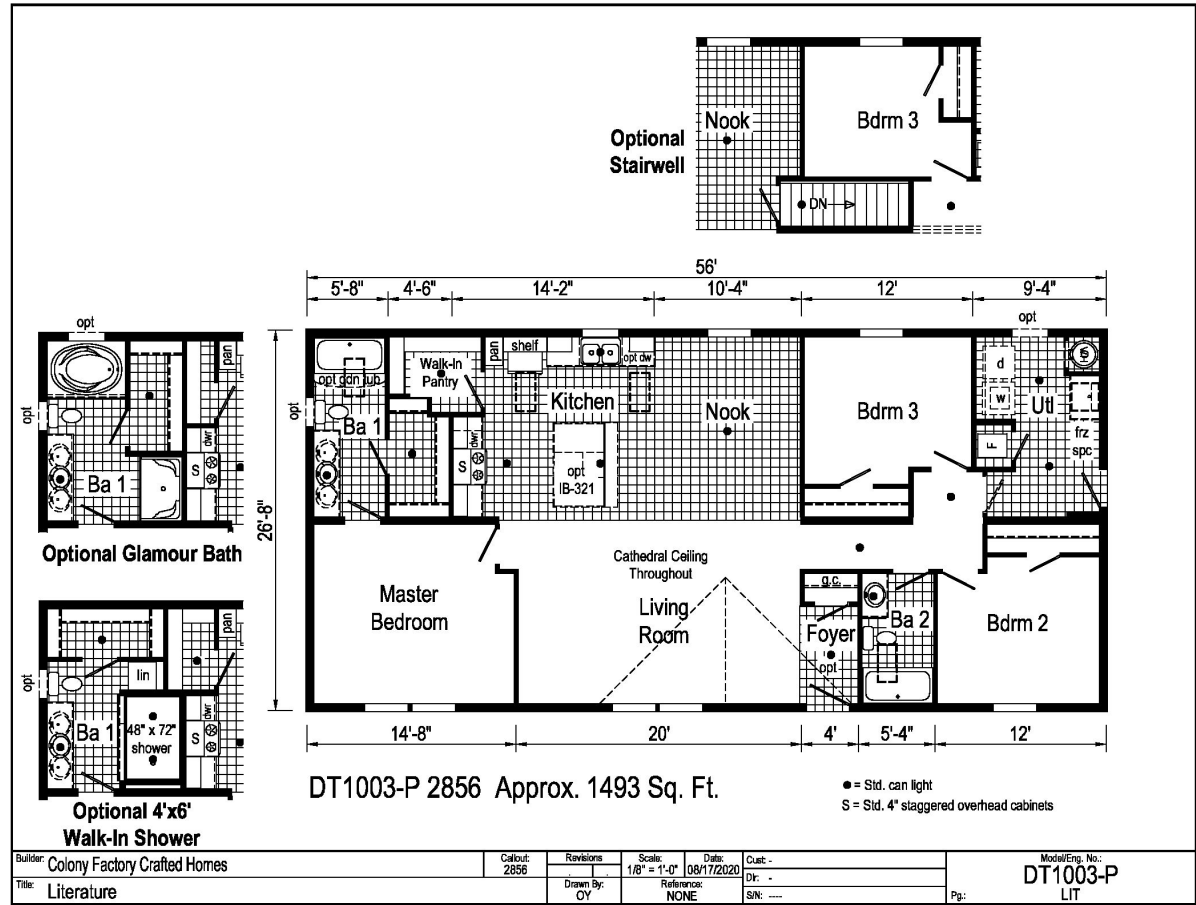 Optional
Stairwell
Nook
Bdrm 3
DN
56'
5'-8"
4'-6"
14'-2"
10'-4"
12'
9'-4"
26'-8"
opt
opt
pan
Ba 1
dwr
S
Optional Glamour Bath
opt
pan
lin
Ba 1
48" x 72"
shower
dwr
S
Optional 4'x6'
Walk-In Shower
opt
opt gdn tub
Ba 1
Walk-In
Pantry
pan
shelf
opt dw
Kitchen
dwr
S
opt
IB-321
Nook
Bdrm 3
opt
d
w
Utl
F
frz
spc
Master
Bedroom
Cathedral Ceiling
Throughout
Living
Room
g.c.
Foyer
opt
Ba 2
Bdrm 2
14'-8"
20'
4'
5'-4"
12'
DT1003-P 2856 Approx. 1493 Sq. Ft.
● = Std. can light
S = Std. 4" staggered overhead cabinets
Builder: Colony Factory Crafted Homes
Title: Literature
Callout:
2856
Revisions
Drawn By:
OY
Scale:
1/8" = 1'-0"
Date:
08/17/2020
Reference:
NONE
Cust: -
Dlr: -
S/N: ----
Model/Eng. No.:
DT1003-P
Pg.: LIT